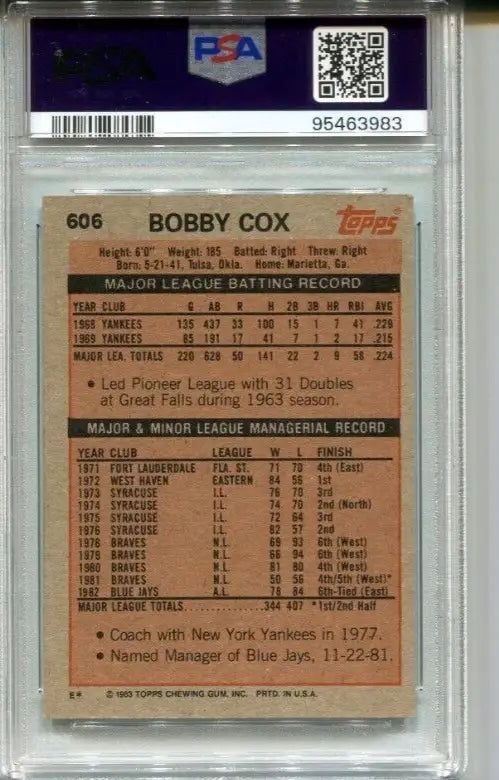 PSA
PSA
95463983
606 BOBBY COX Topps
Height: 6'0" Weight: 185 Batted: Right Threw: Right
Born: 5-21-41, Tulsa, Okla. Home: Marietta, Ga.
MAJOR LEAGUE BATTING RECORD
YEAR CLUB G AB R H 2B 3B HR RBI AVG
1968 YANKEES 135 437 33 100 15 1 7 41 .229
1969 YANKEES 85 191 17 41 7 1 2 17 .215
MAJOR LEA. TOTALS 220 628 50 141 22 2 9 58 .224
• Led Pioneer League with 31 Doubles
at Great Falls during 1963 season.
MAJOR & MINOR LEAGUE MANAGERIAL RECORD
YEAR CLUB LEAGUE W L FINISH
1971 FORT LAUDERDALE FLA. ST. 71 70 4th (East)
1972 WEST HAVEN EASTERN 84 56 1st
1973 SYRACUSE I.L. 76 70 3rd
1974 SYRACUSE I.L. 74 70 2nd (North)
1975 SYRACUSE I.L. 72 64 3rd
1976 SYRACUSE I.L. 82 57 2nd
1978 BRAVES N.L. 69 93 6th (West)
1979 BRAVES N.L. 66 94 6th (West)
1980 BRAVES N.L. 81 80 4th (West)
1981 BRAVES N.L. 50 56 4th/5th (West)*
1982 BLUE JAYS A.L. 78 84 6th-Tied (East)
MAJOR LEAGUE TOTALS..............344 407 *1st/2nd Half
• Coach with New York Yankees in 1977.
• Named Manager of Blue Jays, 11-22-81.
E* © 1983 TOPPS CHEWING GUM, INC. PRTD. IN U.S.A.